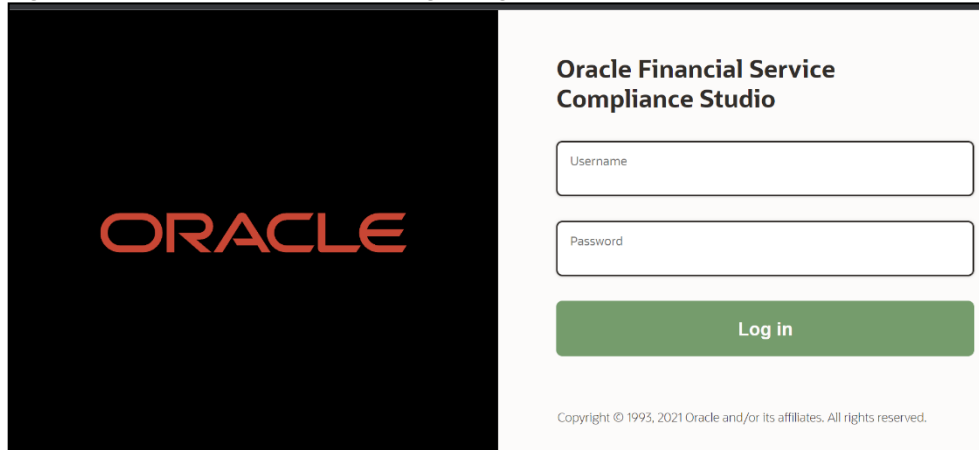 ORACLE
Oracle Financial Service
Compliance Studio
Username
Password
Log in
Copyright © 1993, 2021 Oracle and/or its affiliates. All rights reserved.